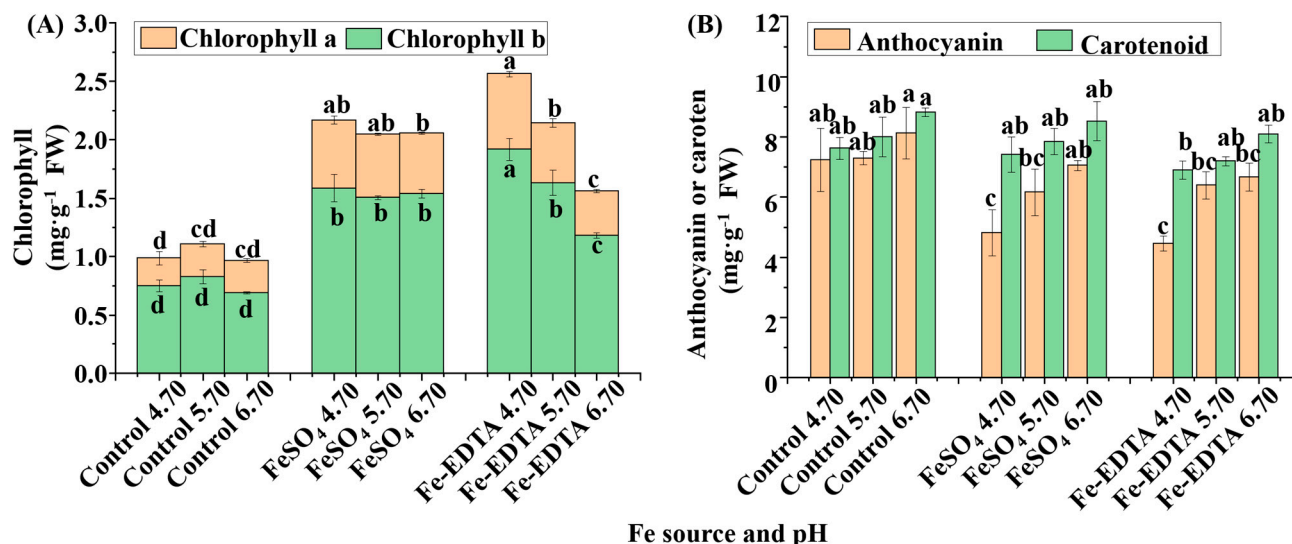 (A)
Chlorophyll a
Chlorophyll b
Chlorophyll
(mg·g⁻¹ FW)
3.0
2.5
2.0
1.5
1.0
0.5
0.0
d
cd
cd
d
d
d
ab
ab
b
b
b
b
a
b
c
a
b
c
Control 4.70
Control 5.70
Control 6.70
FeSO₄ 4.70
FeSO₄ 5.70
FeSO₄ 6.70
Fe-EDTA 4.70
Fe-EDTA 5.70
Fe-EDTA 6.70
(B)
Anthocyanin
Carotenoid
Anthocyanin or caroten
(mg·g⁻¹ FW)
12
10
8
6
4
2
0
ab
ab
ab
ab
a
a
c
ab
bc
ab
ab
ab
c
b
bc
ab
bc
ab
Control 4.70
Control 5.70
Control 6.70
FeSO₄ 4.70
FeSO₄ 5.70
FeSO₄ 6.70
Fe-EDTA 4.70
Fe-EDTA 5.70
Fe-EDTA 6.70
Fe source and pH